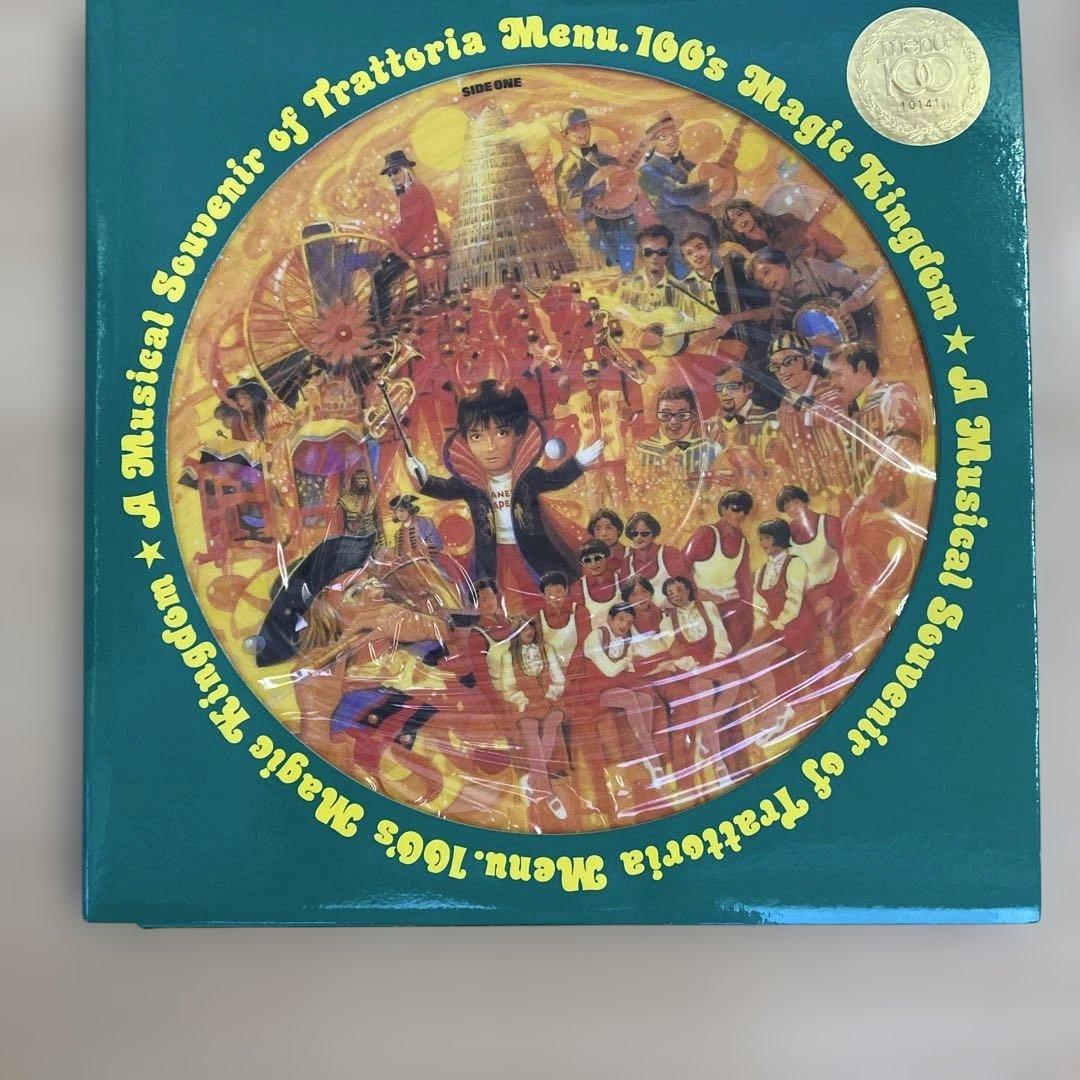 A Musical Souvenir of Trattoria Menu.100's Magic Kingdom ★ A Musical Souvenir of Trattoria Menu.100's Magic Kingdom ★
SIDE ONE
menu.
100
10141